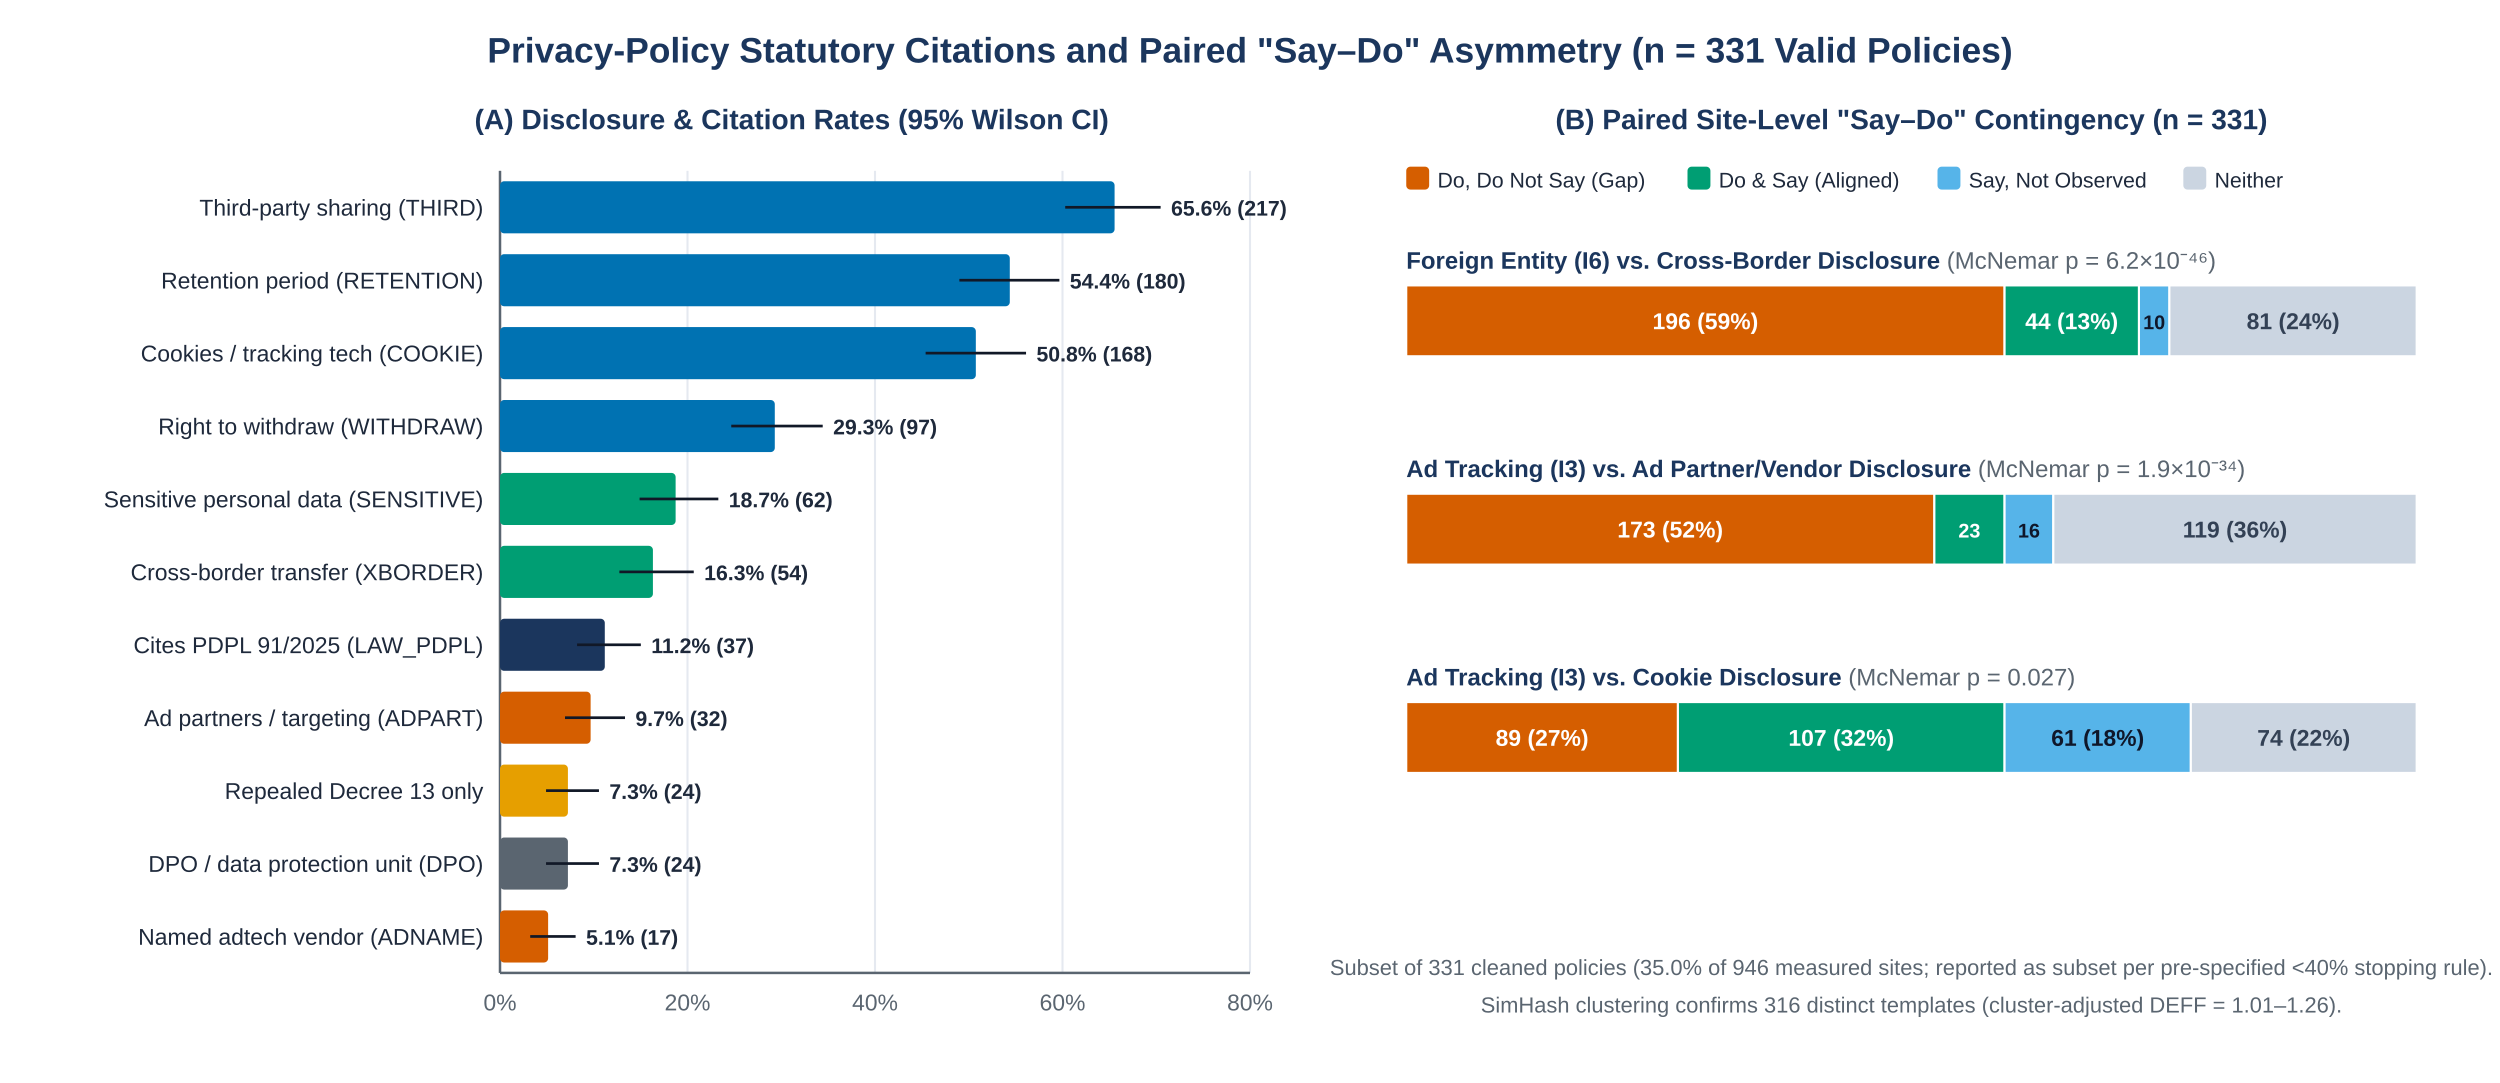 Privacy-Policy Statutory Citations and Paired "Say–Do" Asymmetry (n = 331 Valid Policies)
(A) Disclosure & Citation Rates (95% Wilson CI)
Third-party sharing (THIRD) 65.6% (217)
Retention period (RETENTION) 54.4% (180)
Cookies / tracking tech (COOKIE) 50.8% (168)
Right to withdraw (WITHDRAW) 29.3% (97)
Sensitive personal data (SENSITIVE) 18.7% (62)
Cross-border transfer (XBORDER) 16.3% (54)
Cites PDPL 91/2025 (LAW_PDPL) 11.2% (37)
Ad partners / targeting (ADPART) 9.7% (32)
Repealed Decree 13 only 7.3% (24)
DPO / data protection unit (DPO) 7.3% (24)
Named adtech vendor (ADNAME) 5.1% (17)
0% 20% 40% 60% 80%
(B) Paired Site-Level "Say–Do" Contingency (n = 331)
Do, Do Not Say (Gap) Do & Say (Aligned) Say, Not Observed Neither
Foreign Entity (I6) vs. Cross-Border Disclosure (McNemar p = 6.2×10⁻⁴⁶)
196 (59%) 44 (13%) 10 81 (24%)
Ad Tracking (I3) vs. Ad Partner/Vendor Disclosure (McNemar p = 1.9×10⁻³⁴)
173 (52%) 23 16 119 (36%)
Ad Tracking (I3) vs. Cookie Disclosure (McNemar p = 0.027)
89 (27%) 107 (32%) 61 (18%) 74 (22%)
Subset of 331 cleaned policies (35.0% of 946 measured sites; reported as subset per pre-specified <40% stopping rule).
SimHash clustering confirms 316 distinct templates (cluster-adjusted DEFF = 1.01–1.26).